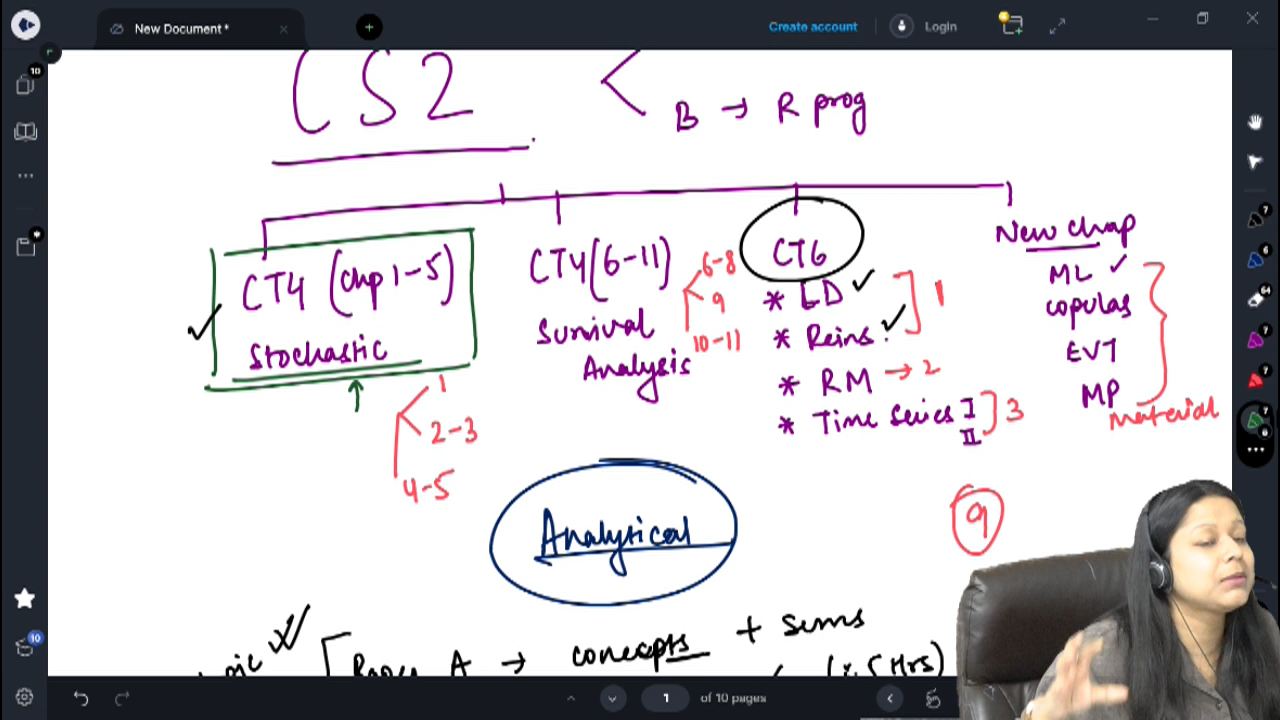 New Document *
Create account
Login
CS2
B → R prog
CT4 (chp 1-5)
Stochastic
1
2-3
4-5
CT4 (6-11)
Survival
Analysis
6-8
9
10-11
CT6
* LD ✓
* Reins. ✓
1
* RM → 2
* Time Series I
II
3
New Chap
ML ✓
copulas
EVT
MP
Material
Analytical
9
A → concepts + sums
1
of 10 pages